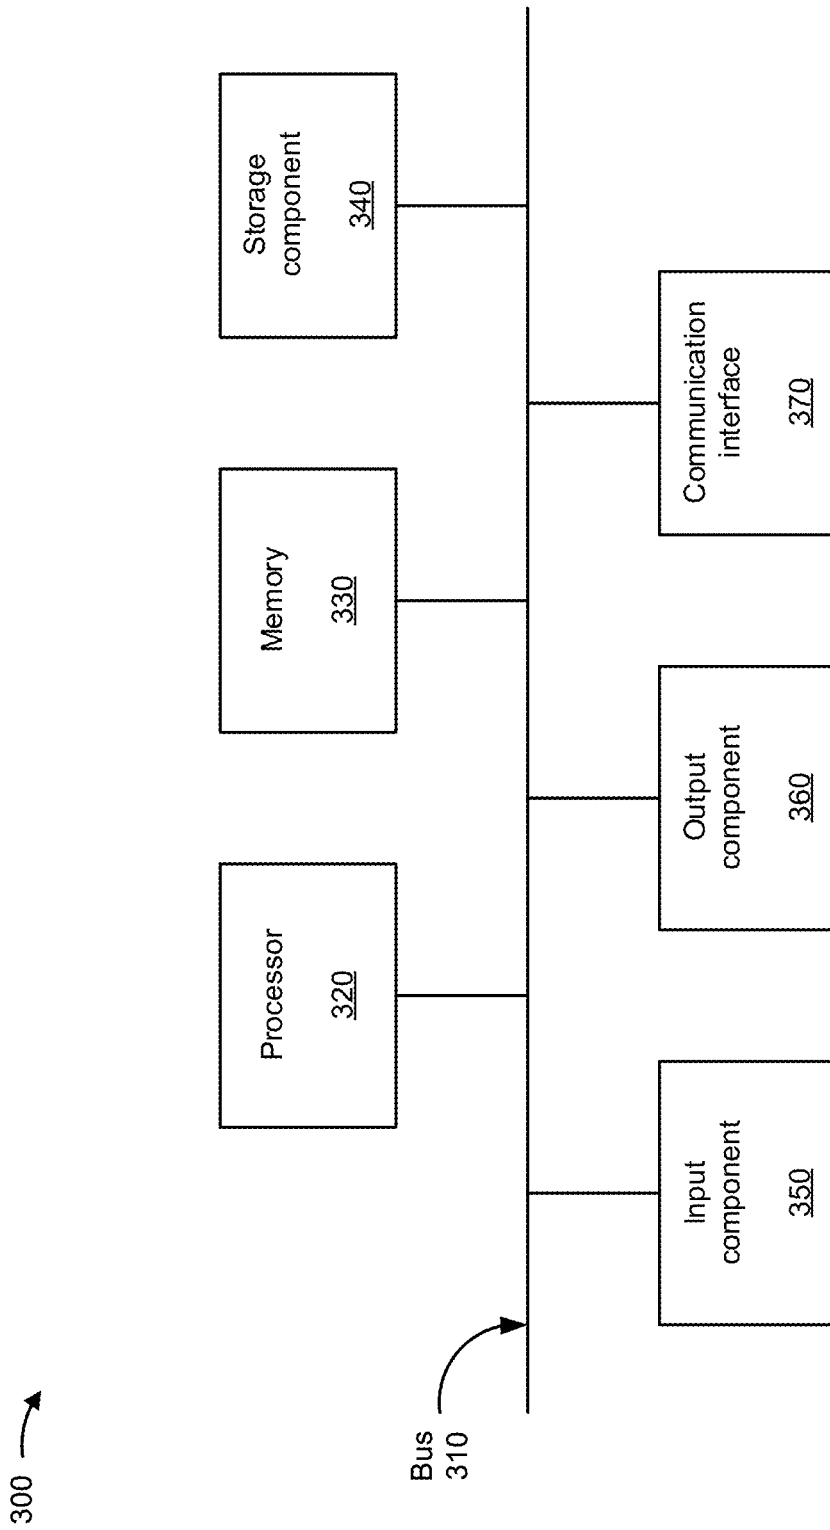 300
Bus
310
Processor
320
Memory
330
Storage
component
340
Input
component
350
Output
component
360
Communication
interface
370